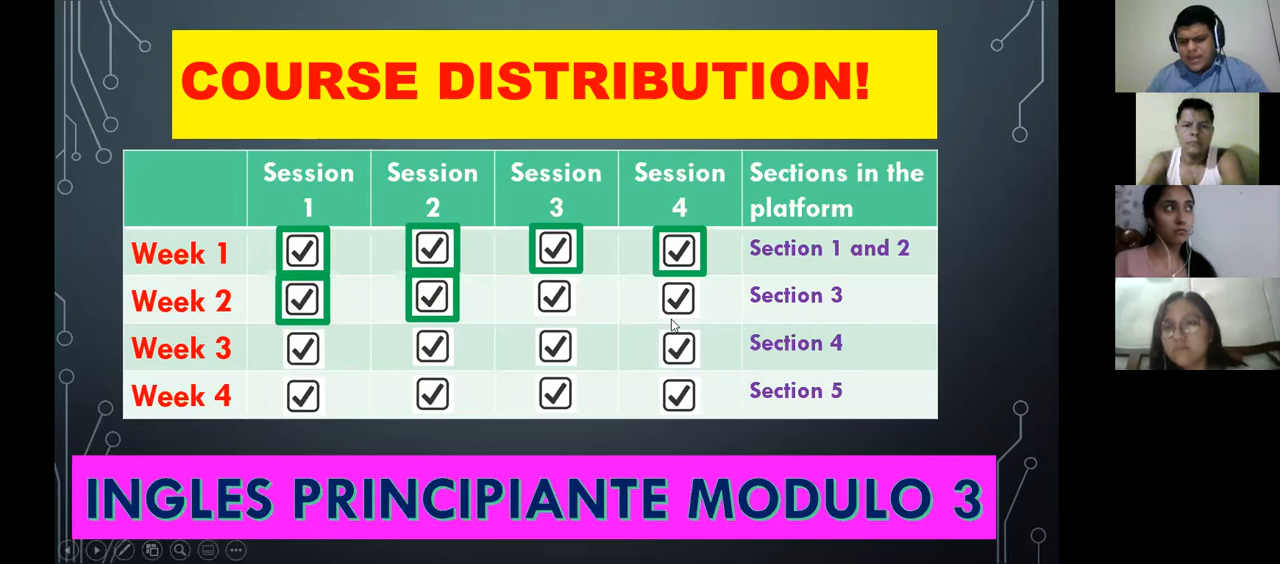 COURSE DISTRIBUTION!
Session 1 Session 2 Session 3 Session 4 Sections in the platform
Week 1 Section 1 and 2
Week 2 Section 3
Week 3 Section 4
Week 4 Section 5
INGLES PRINCIPIANTE MODULO 3